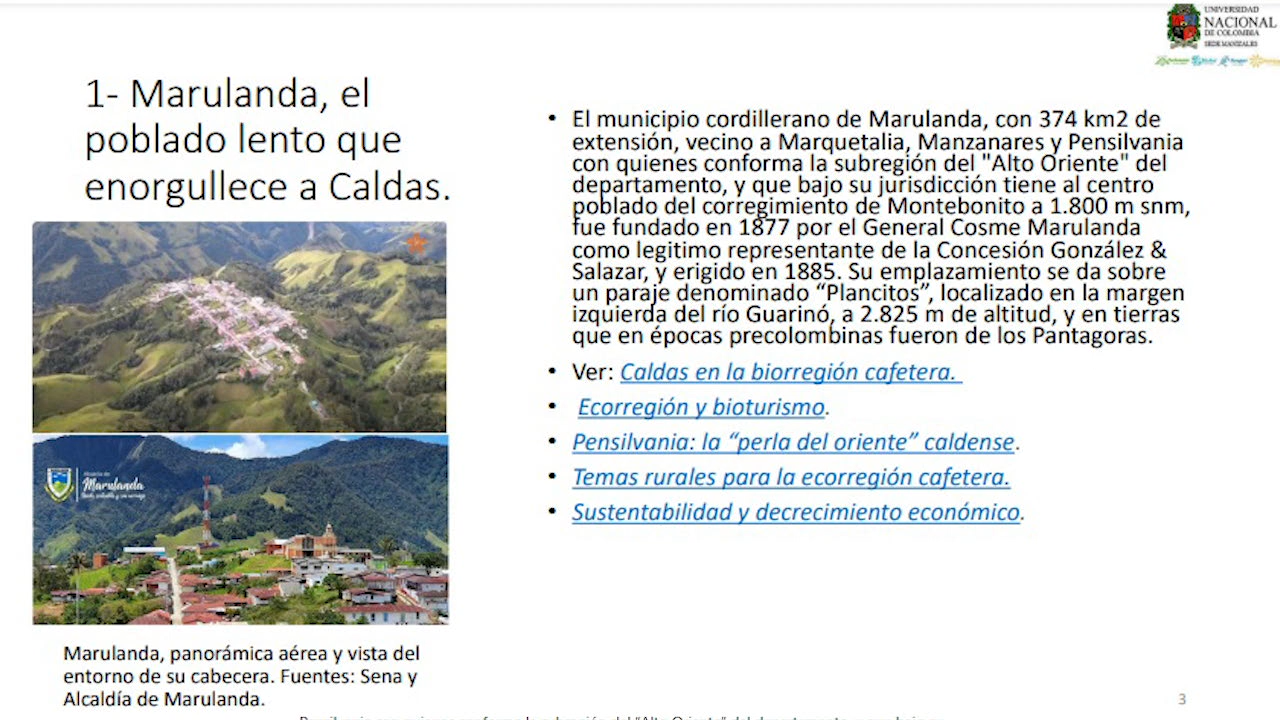 UNIVERSIDAD
NACIONAL
DE COLOMBIA
SEDE MANIZALES
1- Marulanda, el
poblado lento que
enorgullece a Caldas.
Alcaldía de
Marulanda
Marulanda, panorámica aérea y vista del
entorno de su cabecera. Fuentes: Sena y
Alcaldía de Marulanda.
• El municipio cordillerano de Marulanda, con 374 km2 de
extensión, vecino a Marquetalia, Manzanares y Pensilvania
con quienes conforma la subregión del "Alto Oriente" del
departamento, y que bajo su jurisdicción tiene al centro
poblado del corregimiento de Montebonito a 1.800 m snm,
fue fundado en 1877 por el General Cosme Marulanda
como legitimo representante de la Concesión González &
Salazar, y erigido en 1885. Su emplazamiento se da sobre
un paraje denominado “Plancitos”, localizado en la margen
izquierda del río Guarinó, a 2.825 m de altitud, y en tierras
que en épocas precolombinas fueron de los Pantagoras.
• Ver: Caldas en la biorregión cafetera.
• Ecorregión y bioturismo.
• Pensilvania: la “perla del oriente” caldense.
• Temas rurales para la ecorregión cafetera.
• Sustentabilidad y decrecimiento económico.
3